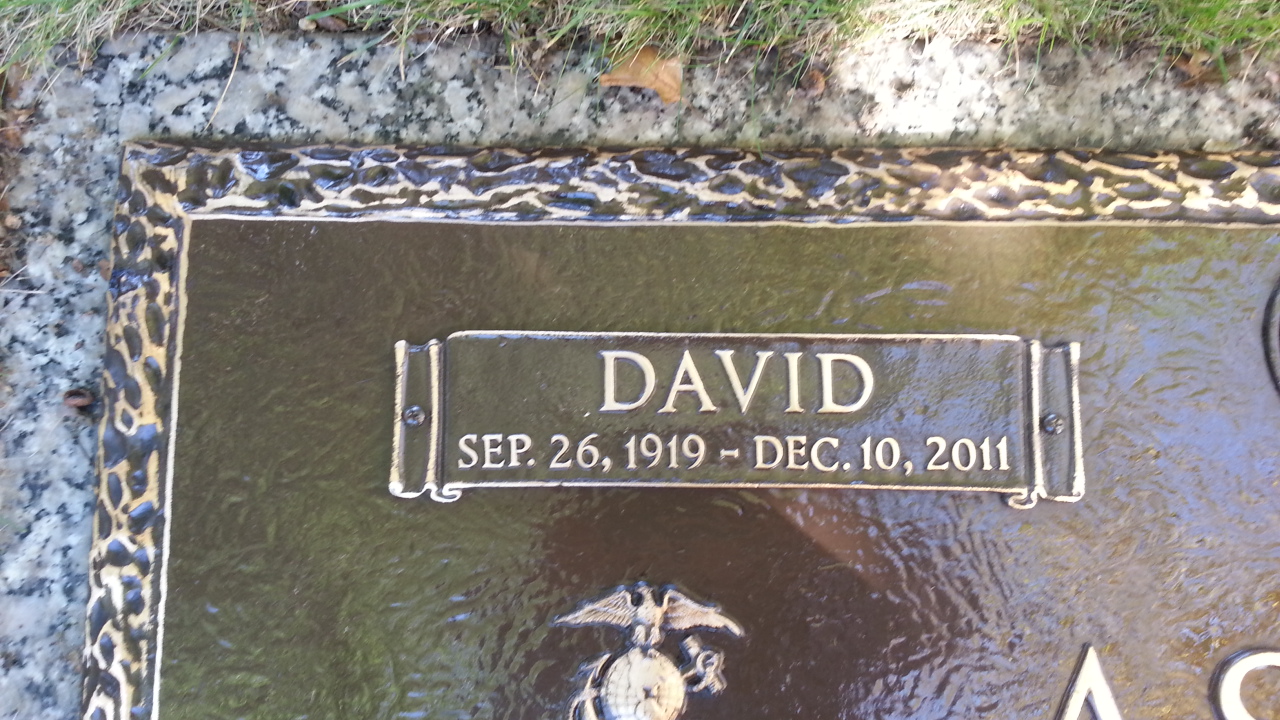 DAVID
SEP. 26, 1919 - DEC. 10, 2011